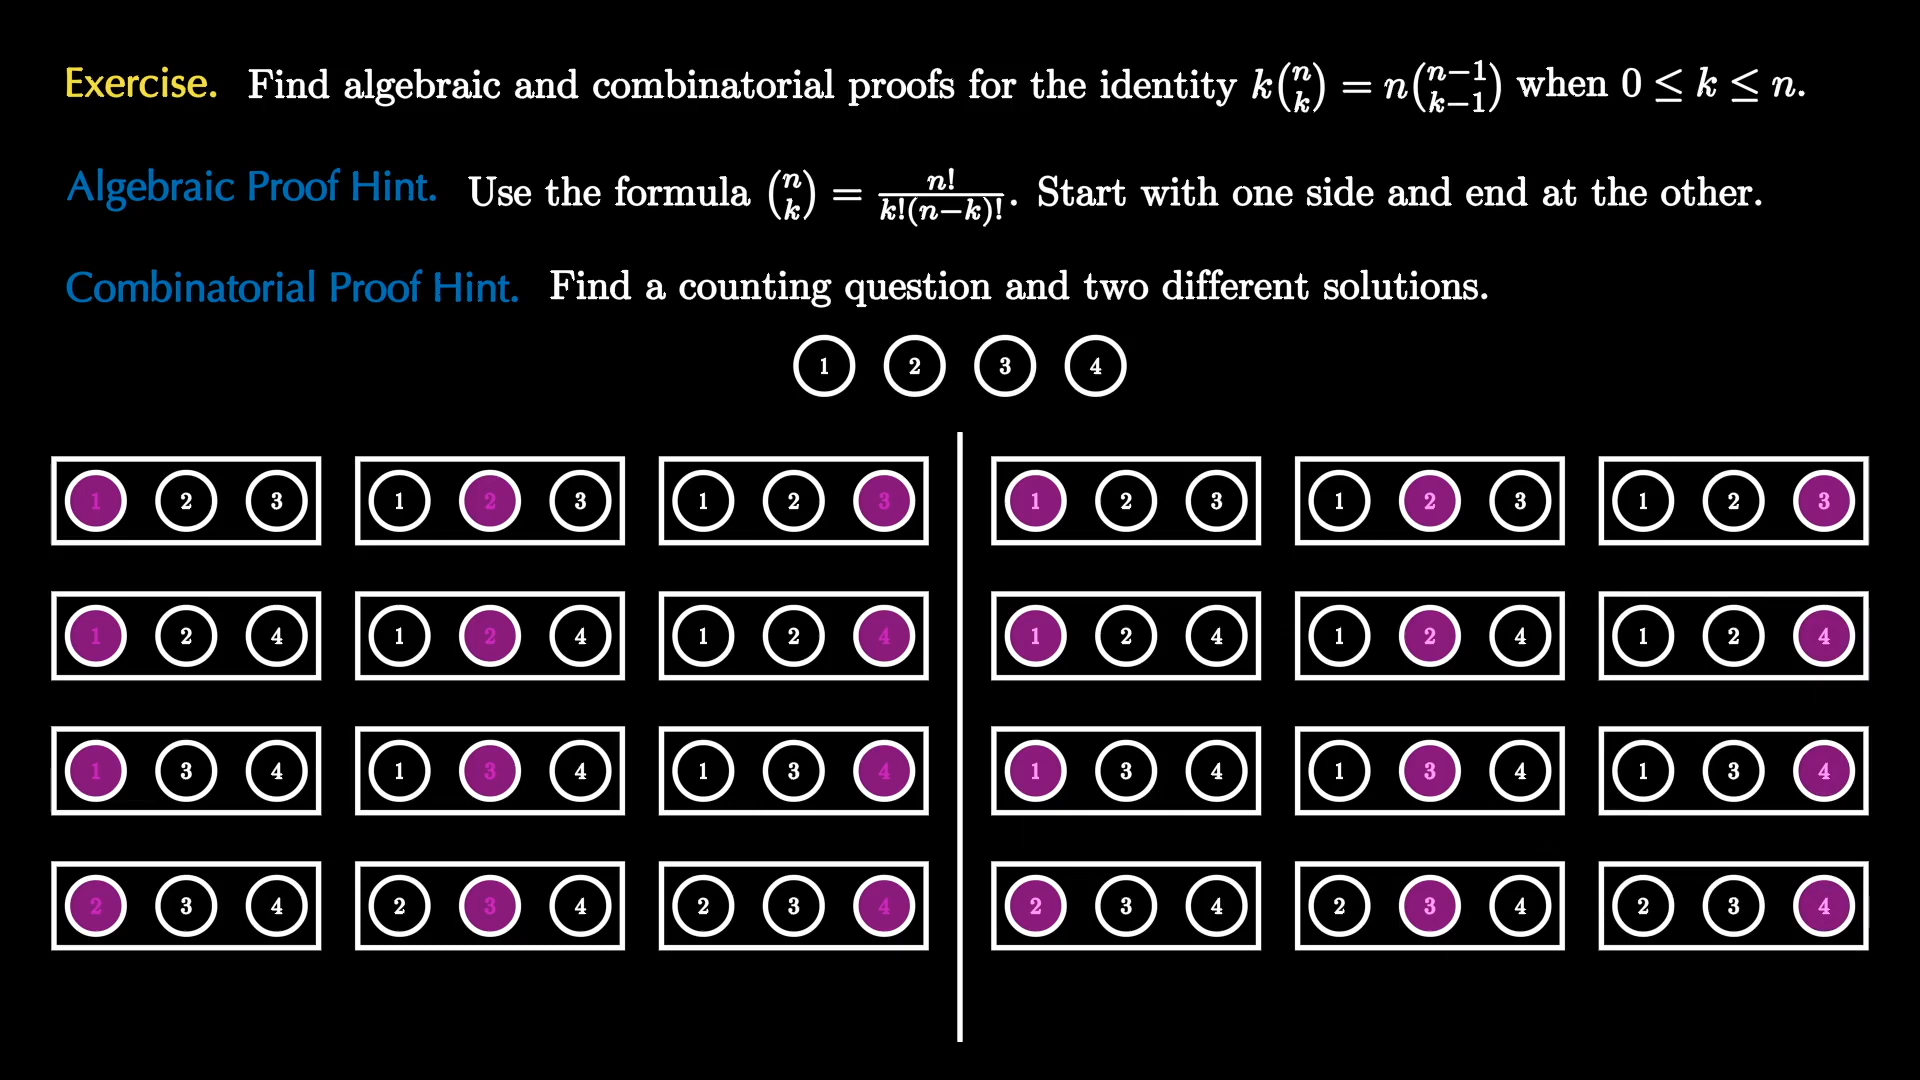 Exercise. Find algebraic and combinatorial proofs for the identity $k\binom{n}{k} = n\binom{n-1}{k-1}$ when $0 \leq k \leq n$.
Algebraic Proof Hint. Use the formula $\binom{n}{k} = \frac{n!}{k!(n-k)!}$. Start with one side and end at the other.
Combinatorial Proof Hint. Find a counting question and two different solutions.
1 2 3 4
1 2 3 1 2 3 1 2 3 1 2 3 1 2 3 1 2 3
1 2 4 1 2 4 1 2 4 1 2 4 1 2 4 1 2 4
1 3 4 1 3 4 1 3 4 1 3 4 1 3 4 1 3 4
2 3 4 2 3 4 2 3 4 2 3 4 2 3 4 2 3 4